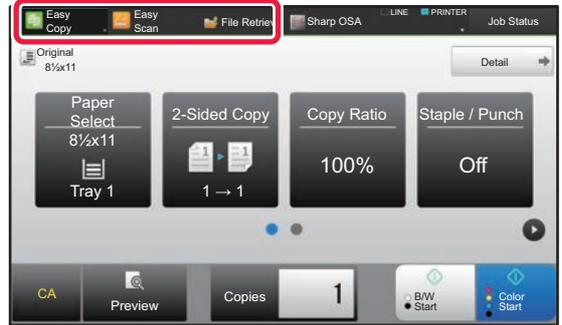 Easy
Copy
Easy
Scan
File Retriev
Sharp OSA
LINE
PRINTER
Job Status
Original
8½x11
Detail
Paper
Select
8½x11
Tray 1
2-Sided Copy
1 1
1 → 1
Copy Ratio
100%
Staple / Punch
Off
CA
Preview
Copies
1
B/W
Start
Color
Start